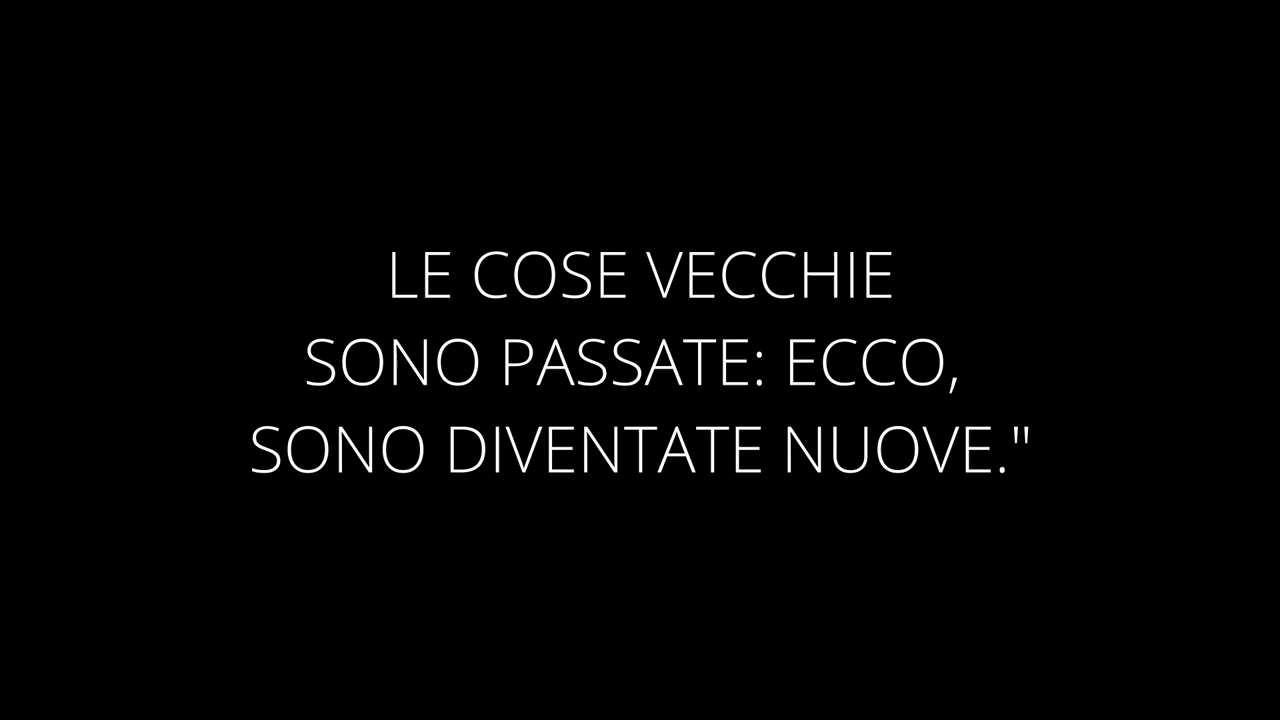 LE COSE VECCHIE
SONO PASSATE: ECCO,
SONO DIVENTATE NUOVE."